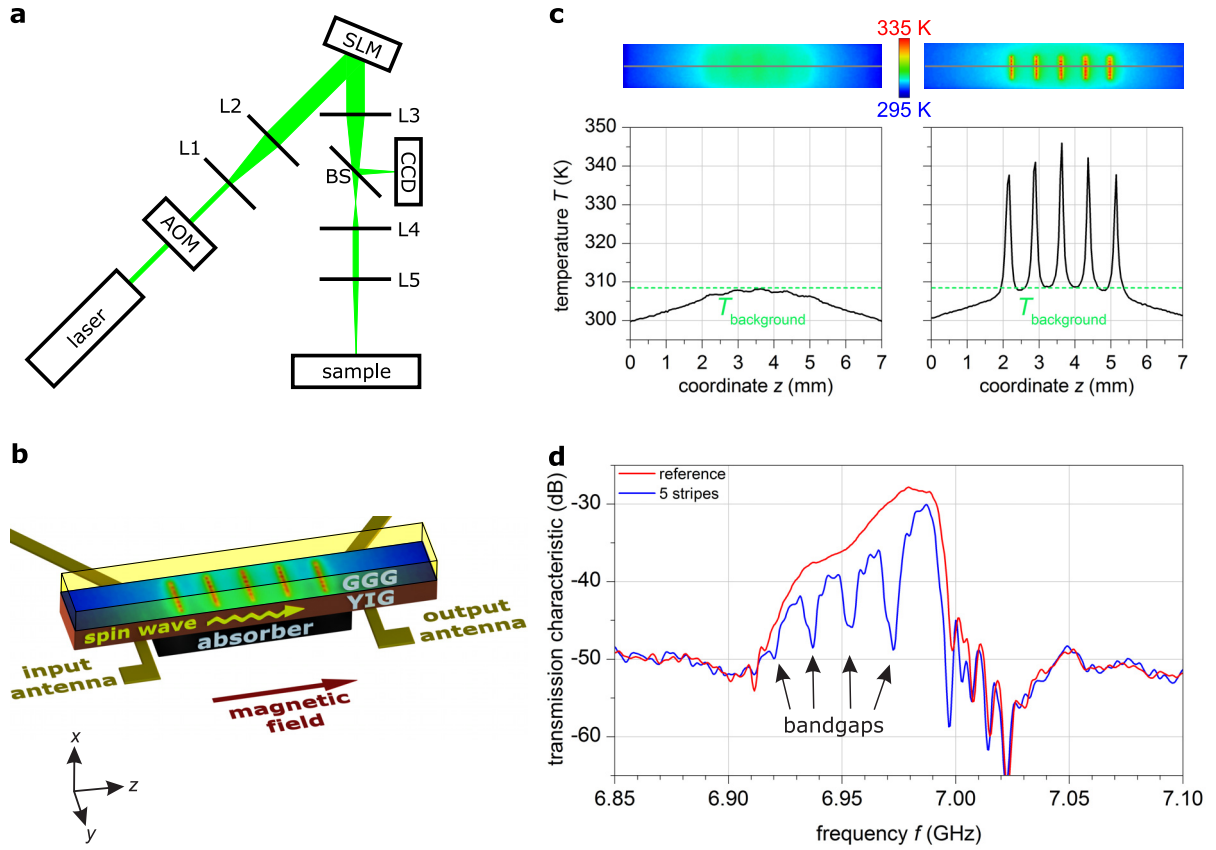 a
SLM
L2
L3
L1
BS
CCD
AOM
L4
L5
laser
sample
b
GGG
YIG
spin wave
absorber
output
antenna
input
antenna
magnetic
field
x
z
y
c
335 K
295 K
temperature T (K)
350
340
330
320
310
300
T background
T background
0 1 2 3 4 5 6 7
0 1 2 3 4 5 6 7
coordinate z (mm)
coordinate z (mm)
d
reference
5 stripes
transmission characteristic (dB)
-30
-40
-50
-60
bandgaps
6.85 6.90 6.95 7.00 7.05 7.10
frequency f (GHz)